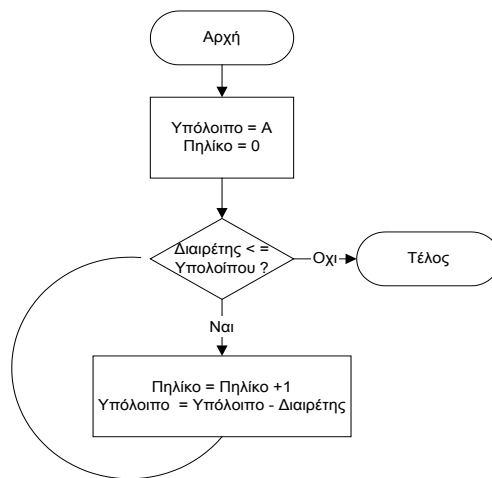 Αρχή
Υπόλοιπο = Α
Πηλίκο = 0
Διαιρέτης < =
Υπολοίπου ?
Οχι
Τέλος
Ναι
Πηλίκο = Πηλίκο +1
Υπόλοιπο = Υπόλοιπο - Διαιρέτης